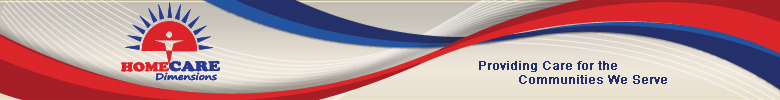 HOMECARE
Dimensions
Providing Care for the
Communities We Serve